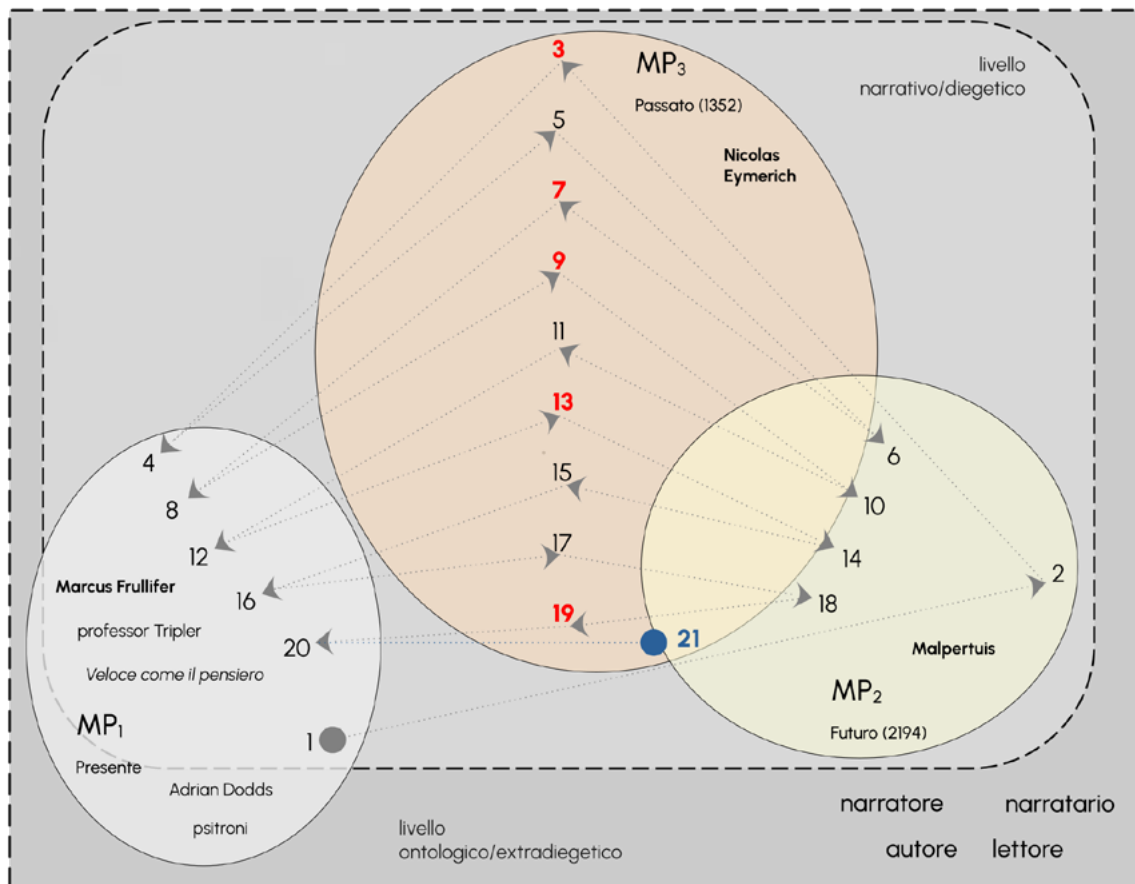 3
MP₃
Passato (1352)
livello
narrativo/diegetico
5
Nicolas
Eymerich
7
9
11
13
4
6
15
8
10
17
12
14
2
Marcus Frullifer
16
18
19
professor Tripler
20
21
Veloce come il pensiero
Malpertuis
MP₁
MP₂
1
Futuro (2194)
Presente
Adrian Dodds
psitroni
narratore
narratario
livello
ontologico/extradiegetico
autore
lettore